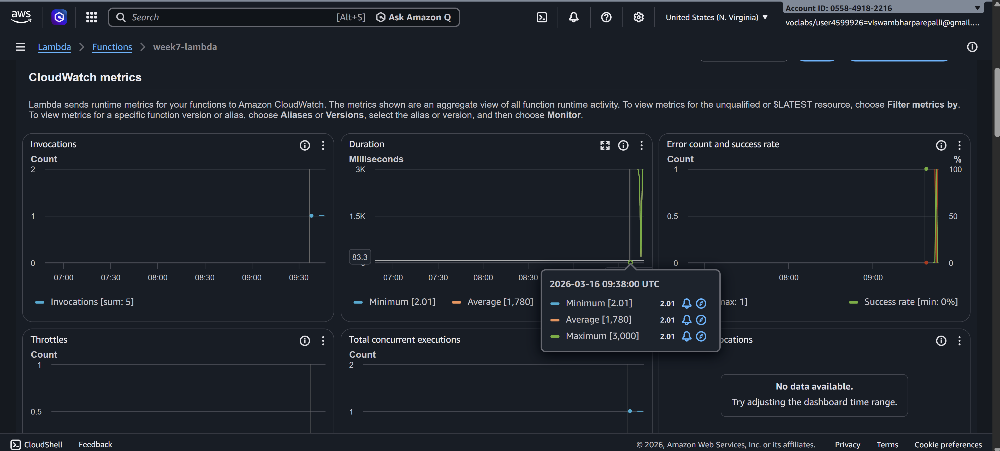 aws
Search [Alt+S] Ask Amazon Q
United States (N. Virginia)
Account ID: 0558-4918-2216
voclabs/user4599926=viswambharparepalli@gmail....
Lambda Functions week7-lambda
CloudWatch metrics
Lambda sends runtime metrics for your functions to Amazon CloudWatch. The metrics shown are an aggregate view of all function runtime activity. To view metrics for the unqualified or $LATEST resource, choose Filter metrics by.
To view metrics for a specific function version or alias, choose Aliases or Versions, select the alias or version, and then choose Monitor.
Invocations
Count
2
1
0
07:00 07:30 08:00 08:30 09:00 09:30
Invocations [sum: 5]
Duration
Milliseconds
3K
1.5K
83.3
07:00 07:30 08:00 08:30
Minimum [2.01] Average [1,780]
2026-03-16 09:38:00 UTC
Minimum [2.01] 2.01
Average [1,780] 2.01
Maximum [3,000] 2.01
Error count and success rate
Count %
1 100
0.5 50
0 0
08:00 09:00
max: 1] Success rate [min: 0%]
Throttles
Count
1
0.5
Total concurrent executions
Count
2
1
ocations
No data available.
Try adjusting the dashboard time range.
CloudShell Feedback © 2026, Amazon Web Services, Inc. or its affiliates. Privacy Terms Cookie preferences